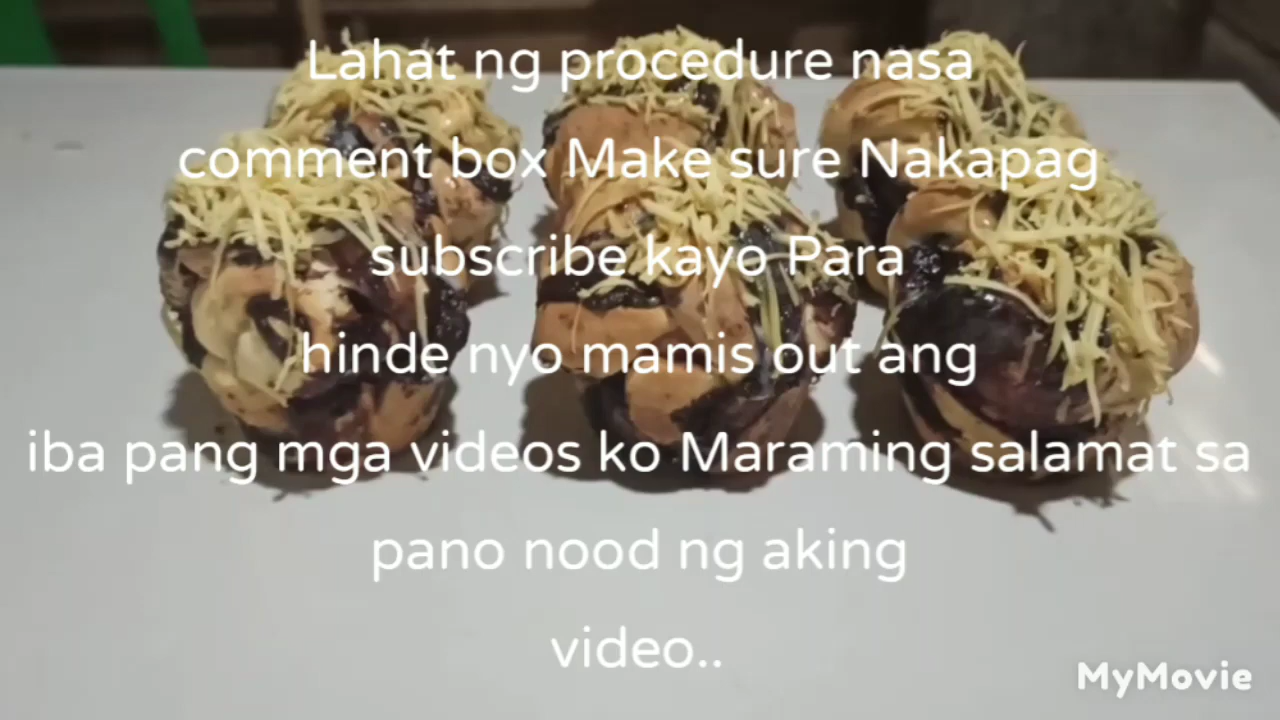 Lahat ng procedure nasa
comment box Make sure Nakapag
subscribe kayo Para
hinde nyo mamis out ang
iba pang mga videos ko Maraming salamat sa
pano nood ng aking
video..
MyMovie